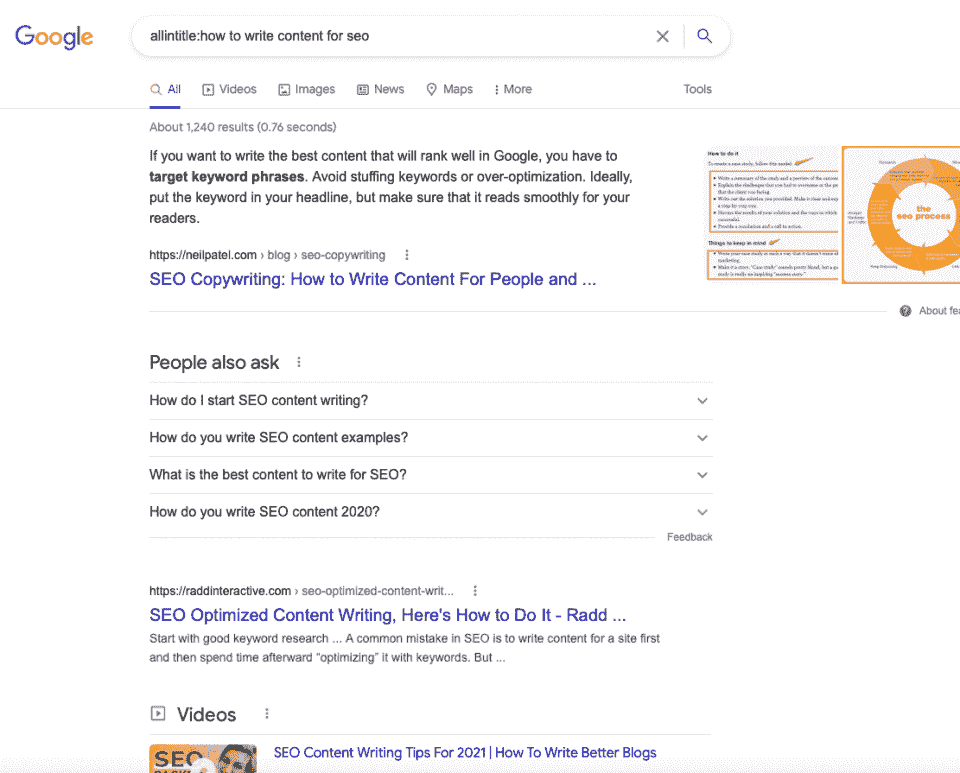 Google
allintitle:how to write content for seo
All Videos Images News Maps More Tools
About 1,240 results (0.76 seconds)
If you want to write the best content that will rank well in Google, you have to
target keyword phrases. Avoid stuffing keywords or over-optimization. Ideally,
put the keyword in your headline, but make sure that it reads smoothly for your
readers.
https://neilpatel.com › blog › seo-copywriting
SEO Copywriting: How to Write Content For People and ...
How to do it
To create a case study, follow this model:
Things to keep in mind
the
seo process
About fea
People also ask
How do I start SEO content writing?
How do you write SEO content examples?
What is the best content to write for SEO?
How do you write SEO content 2020?
Feedback
https://raddinteractive.com › seo-optimized-content-writ...
SEO Optimized Content Writing, Here's How to Do It - Radd ...
Start with good keyword research ... A common mistake in SEO is to write content for a site first
and then spend time afterward "optimizing" it with keywords. But ...
Videos
SEO
SEO Content Writing Tips For 2021 | How To Write Better Blogs